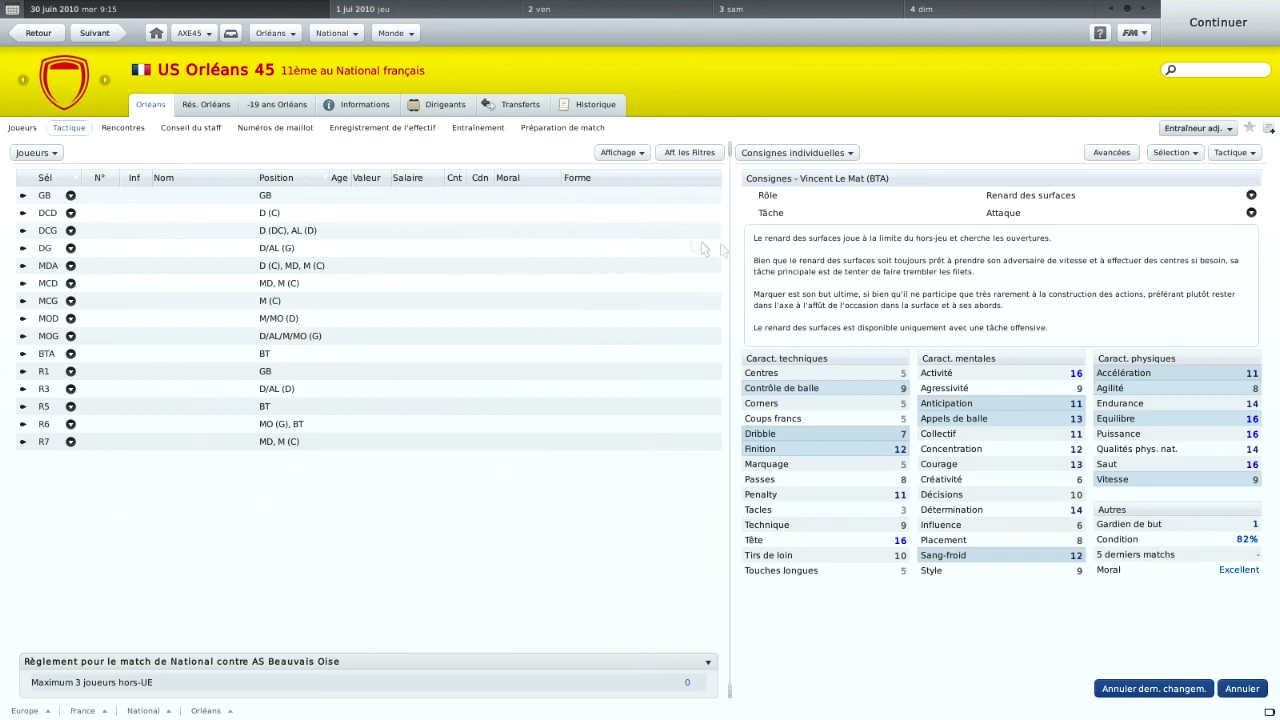 30 juin 2010 mer 9:15 1 jui 2010 jeu 2 ven 3 sam 4 dim
Continuer
Retour Suivant AXE45 Orléans National Monde ? FM
US Orléans 45 11ème au National français
Orléans Rés. Orléans -19 ans Orléans Informations Dirigeants Transferts Historique
Joueurs Tactique Rencontres Conseil du staff Numéros de maillot Enregistrement de l'effectif Entraînement Préparation de match Entraîneur adj.
Joueurs Affichage Aff. les Filtres Consignes individuelles Avancées Sélection Tactique
Sél N° Inf Nom Position Age Valeur Salaire Cnt Cdn Moral Forme
GB GB
DCD D (C)
DCG D (DC), AL (D)
DG D/AL (G)
MDA D (C), MD, M (C)
MCD MD, M (C)
MCG M (C)
MOD M/MO (D)
MOG D/AL/M/MO (G)
BTA BT
R1 GB
R3 D/AL (D)
R5 BT
R6 MO (G), BT
R7 MD, M (C)
Règlement pour le match de National contre AS Beauvais Oise
Maximum 3 joueurs hors-UE 0
Consignes - Vincent Le Mat (BTA)
Rôle Renard des surfaces
Tâche Attaque
Le renard des surfaces joue à la limite du hors-jeu et cherche les ouvertures.
Bien que le renard des surfaces soit toujours prêt à prendre son adversaire de vitesse et à effectuer des centres si besoin, sa
tâche principale est de tenter de faire trembler les filets.
Marquer est son but ultime, si bien qu'il ne participe que très rarement à la construction des actions, préférant plutôt rester
dans l'axe à l'affût de l'occasion dans la surface et à ses abords.
Le renard des surfaces est disponible uniquement avec une tâche offensive.
Caract. techniques
Centres 5
Contrôle de balle 9
Corners 5
Coups francs 5
Dribble 7
Finition 12
Marquage 5
Passes 8
Penalty 11
Tacles 3
Technique 9
Tête 16
Tirs de loin 10
Touches longues 5
Caract. mentales
Activité 16
Agressivité 9
Anticipation 11
Appels de balle 13
Collectif 11
Concentration 12
Courage 13
Créativité 6
Décisions 10
Détermination 14
Influence 6
Placement 8
Sang-froid 12
Style 9
Caract. physiques
Accélération 11
Agilité 8
Endurance 14
Equilibre 16
Puissance 16
Qualités phys. nat. 14
Saut 16
Vitesse 9
Autres
Gardien de but 1
Condition 82%
5 derniers matchs -
Moral Excellent
Annuler dern. changem. Annuler
Europe France National Orléans